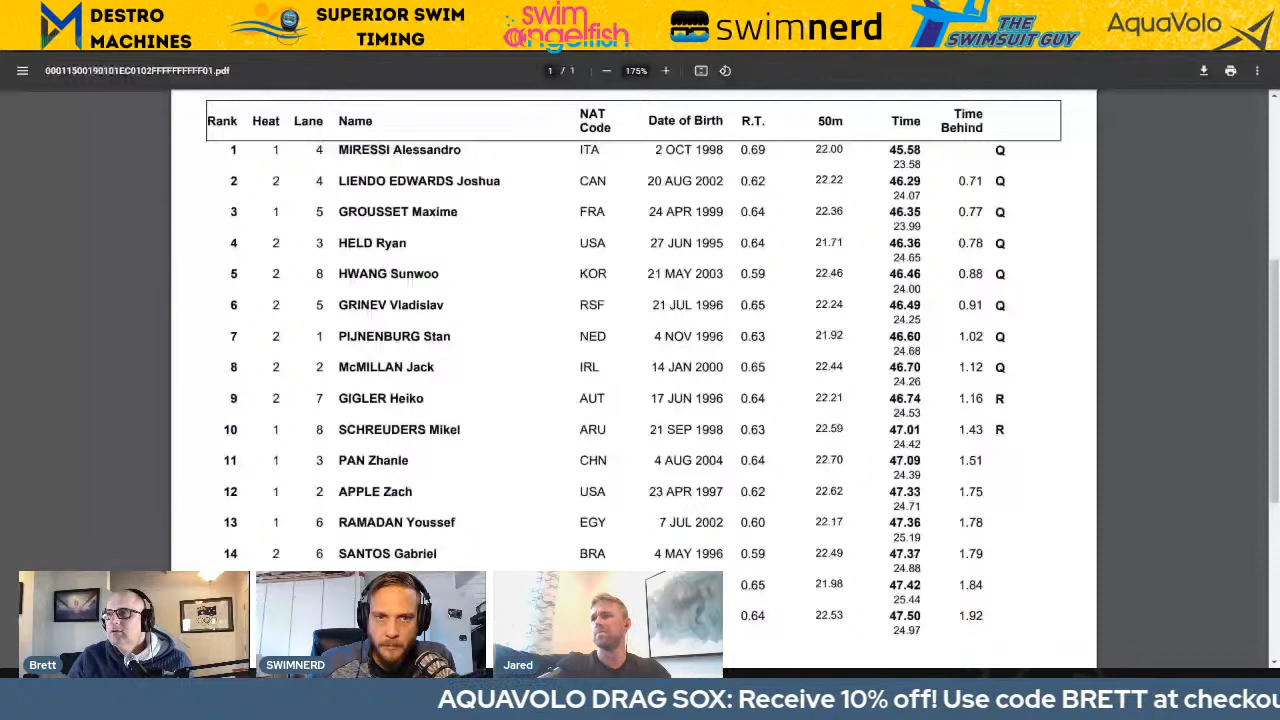 DESTRO MACHINES
SUPERIOR SWIM TIMING
swim angelfish
swimnerd
THE SWIMSUIT GUY
AquaVolo
00011500190101EC0102FFFFFFFFFF01.pdf 1 / 1 175%
Rank Heat Lane Name NAT Code Date of Birth R.T. 50m Time Time Behind
1 1 4 MIRESSI Alessandro ITA 2 OCT 1998 0.69 22.00 45.58 Q
23.58
2 2 4 LIENDO EDWARDS Joshua CAN 20 AUG 2002 0.62 22.22 46.29 0.71 Q
24.07
3 1 5 GROUSSET Maxime FRA 24 APR 1999 0.64 22.36 46.35 0.77 Q
23.99
4 2 3 HELD Ryan USA 27 JUN 1995 0.64 21.71 46.36 0.78 Q
24.65
5 2 8 HWANG Sunwoo KOR 21 MAY 2003 0.59 22.46 46.46 0.88 Q
24.00
6 2 5 GRINEV Vladislav RSF 21 JUL 1996 0.65 22.24 46.49 0.91 Q
24.25
7 2 1 PIJNENBURG Stan NED 4 NOV 1996 0.63 21.92 46.60 1.02 Q
24.68
8 2 2 McMILLAN Jack IRL 14 JAN 2000 0.65 22.44 46.70 1.12 Q
24.26
9 2 7 GIGLER Heiko AUT 17 JUN 1996 0.64 22.21 46.74 1.16 R
24.53
10 1 8 SCHREUDERS Mikel ARU 21 SEP 1998 0.63 22.59 47.01 1.43 R
24.42
11 1 3 PAN Zhanle CHN 4 AUG 2004 0.64 22.70 47.09 1.51
24.39
12 1 2 APPLE Zach USA 23 APR 1997 0.62 22.62 47.33 1.75
24.71
13 1 6 RAMADAN Youssef EGY 7 JUL 2002 0.60 22.17 47.36 1.78
25.19
14 2 6 SANTOS Gabriel BRA 4 MAY 1996 0.59 22.49 47.37 1.79
24.88
0.65 21.98 47.42 1.84
25.44
0.64 22.53 47.50 1.92
24.97
Brett
SWIMNERD
Jared
AQUAVOLO DRAG SOX: Receive 10% off! Use code BRETT at checkou